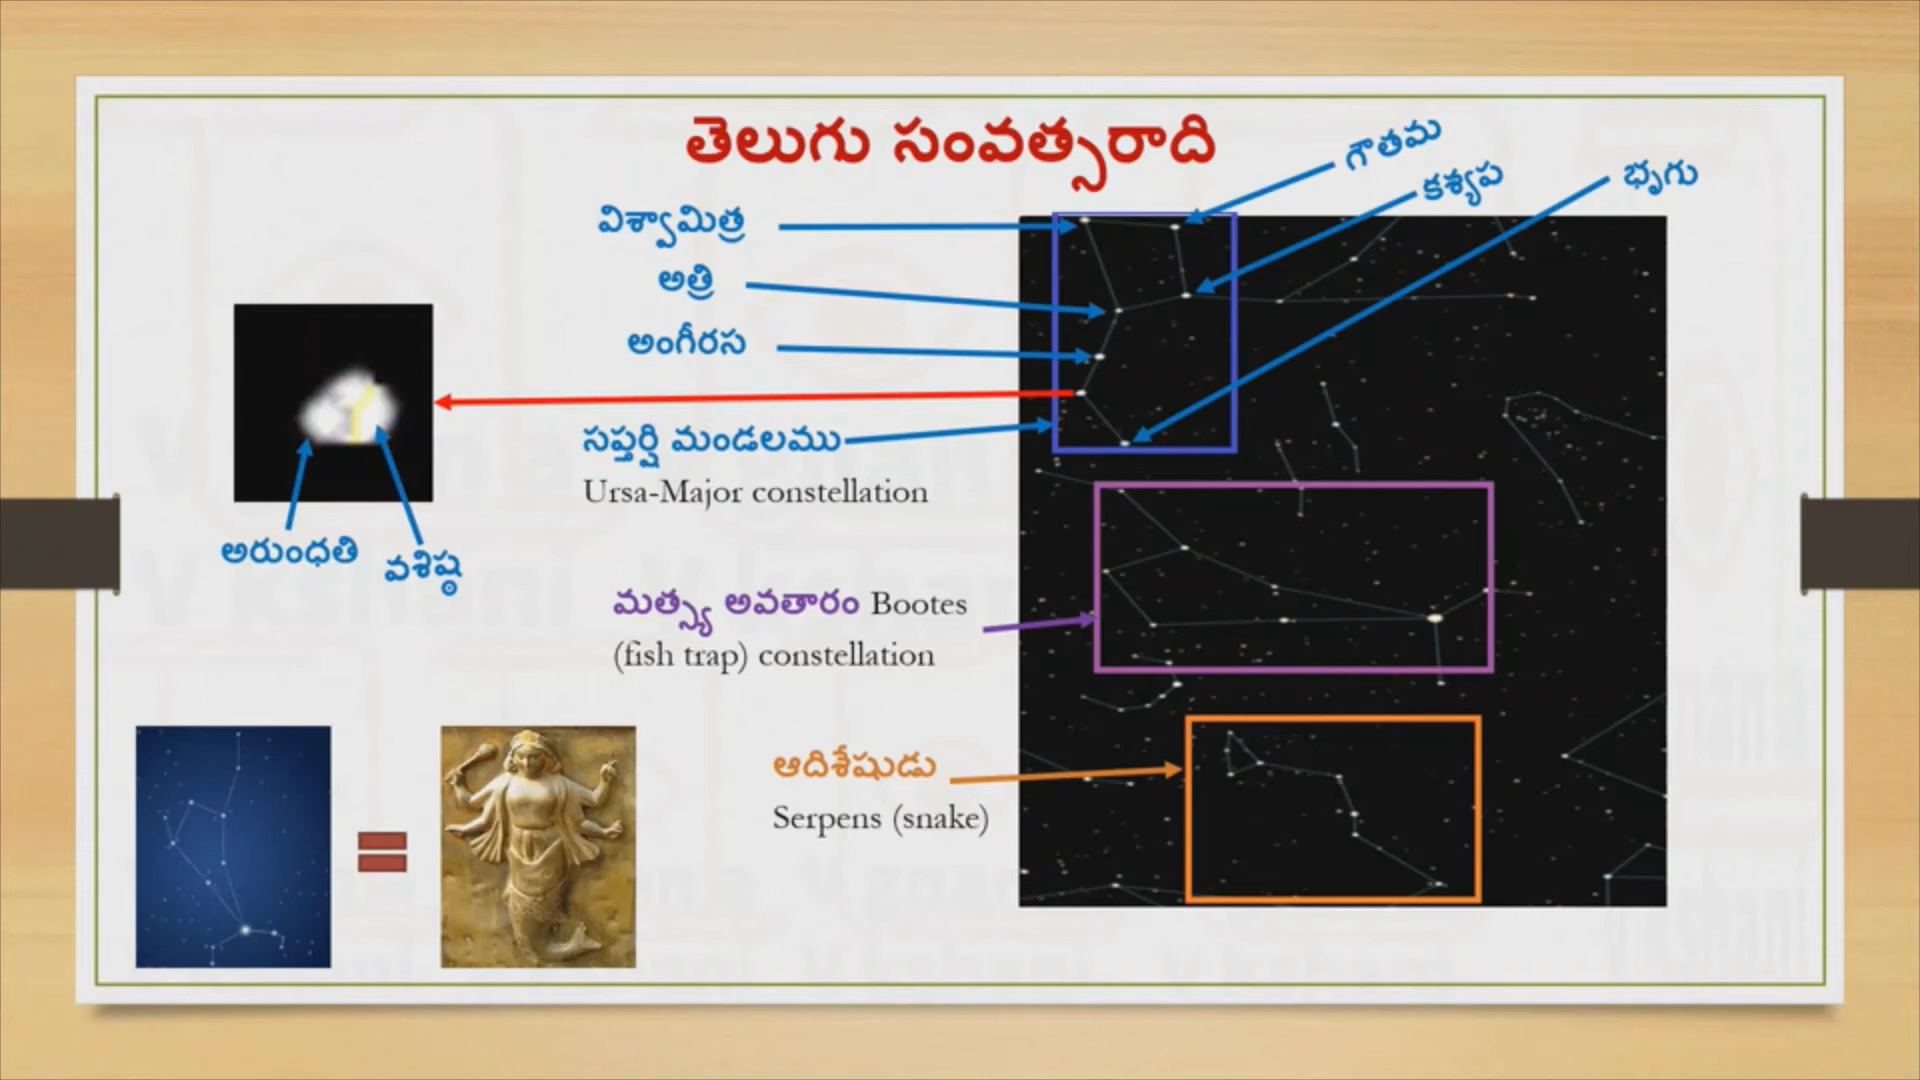 తెలుగు సంవత్సరాది
గౌతమ
కశ్యప
భృగు
విశ్వామిత్ర
అత్రి
అంగీరస
సప్తర్షి మండలము
Ursa-Major constellation
అరుంధతి
వశిష్ఠ
మత్స్య అవతారం Bootes
(fish trap) constellation
ఆదిశేషుడు
Serpens (snake)